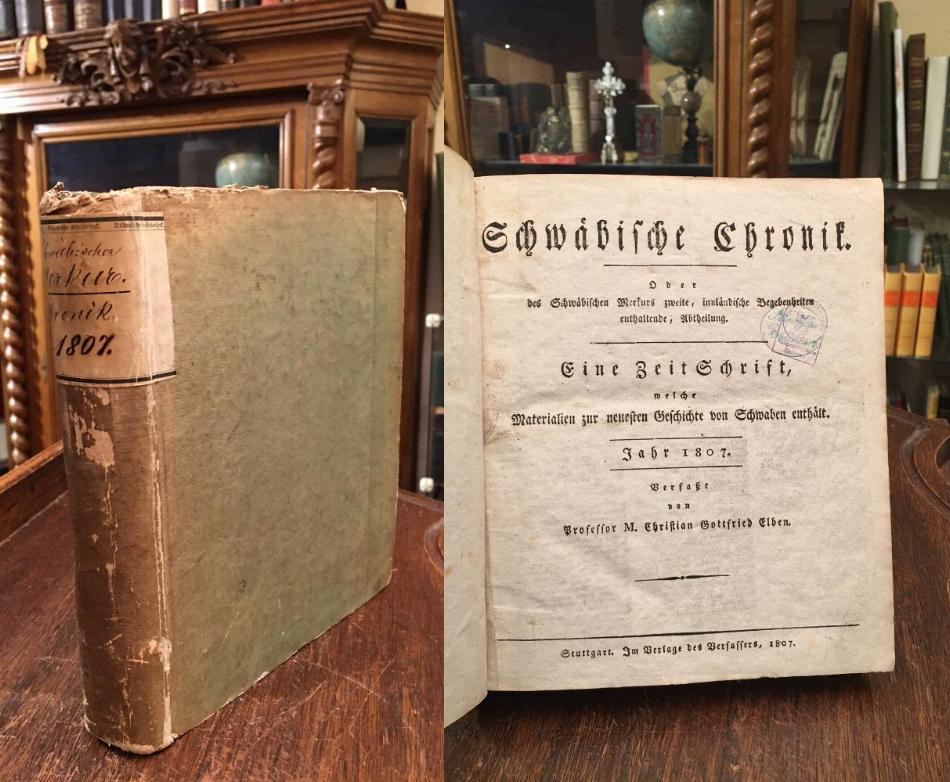 Merkur.
Chronik.
1807.
Schwäbische Chronik.
Oder
des Schwäbischen Merkurs zweite, innländische Begebenheiten
enthaltende, Abtheilung.
Eine ZeitSchrift,
welche
Materialien zur neuesten Geschichte von Schwaben enthält.
Jahr 1807.
Verfaßt
von
Professor M. Christian Gottfried Elben.
Stuttgart. Im Verlage des Verfassers, 1807.